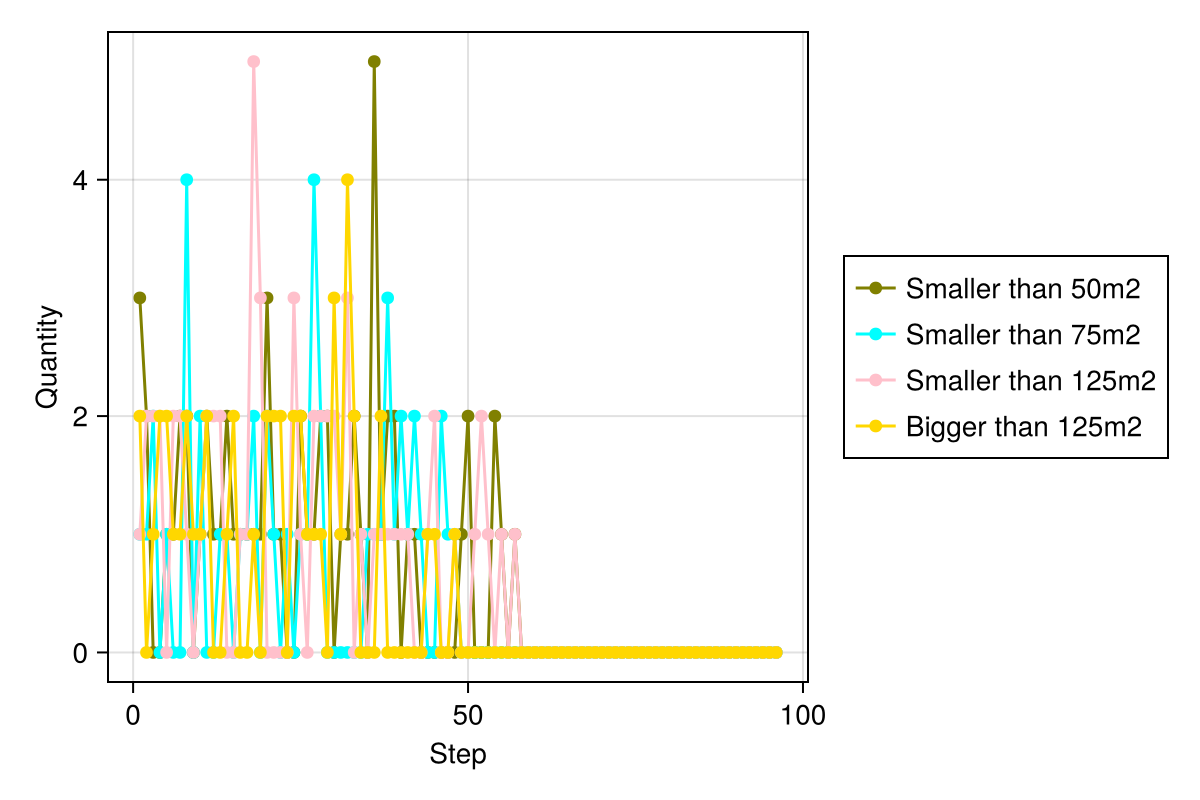 4
2
0
Quantity
0
50
100
Step
Smaller than 50m2
Smaller than 75m2
Smaller than 125m2
Bigger than 125m2